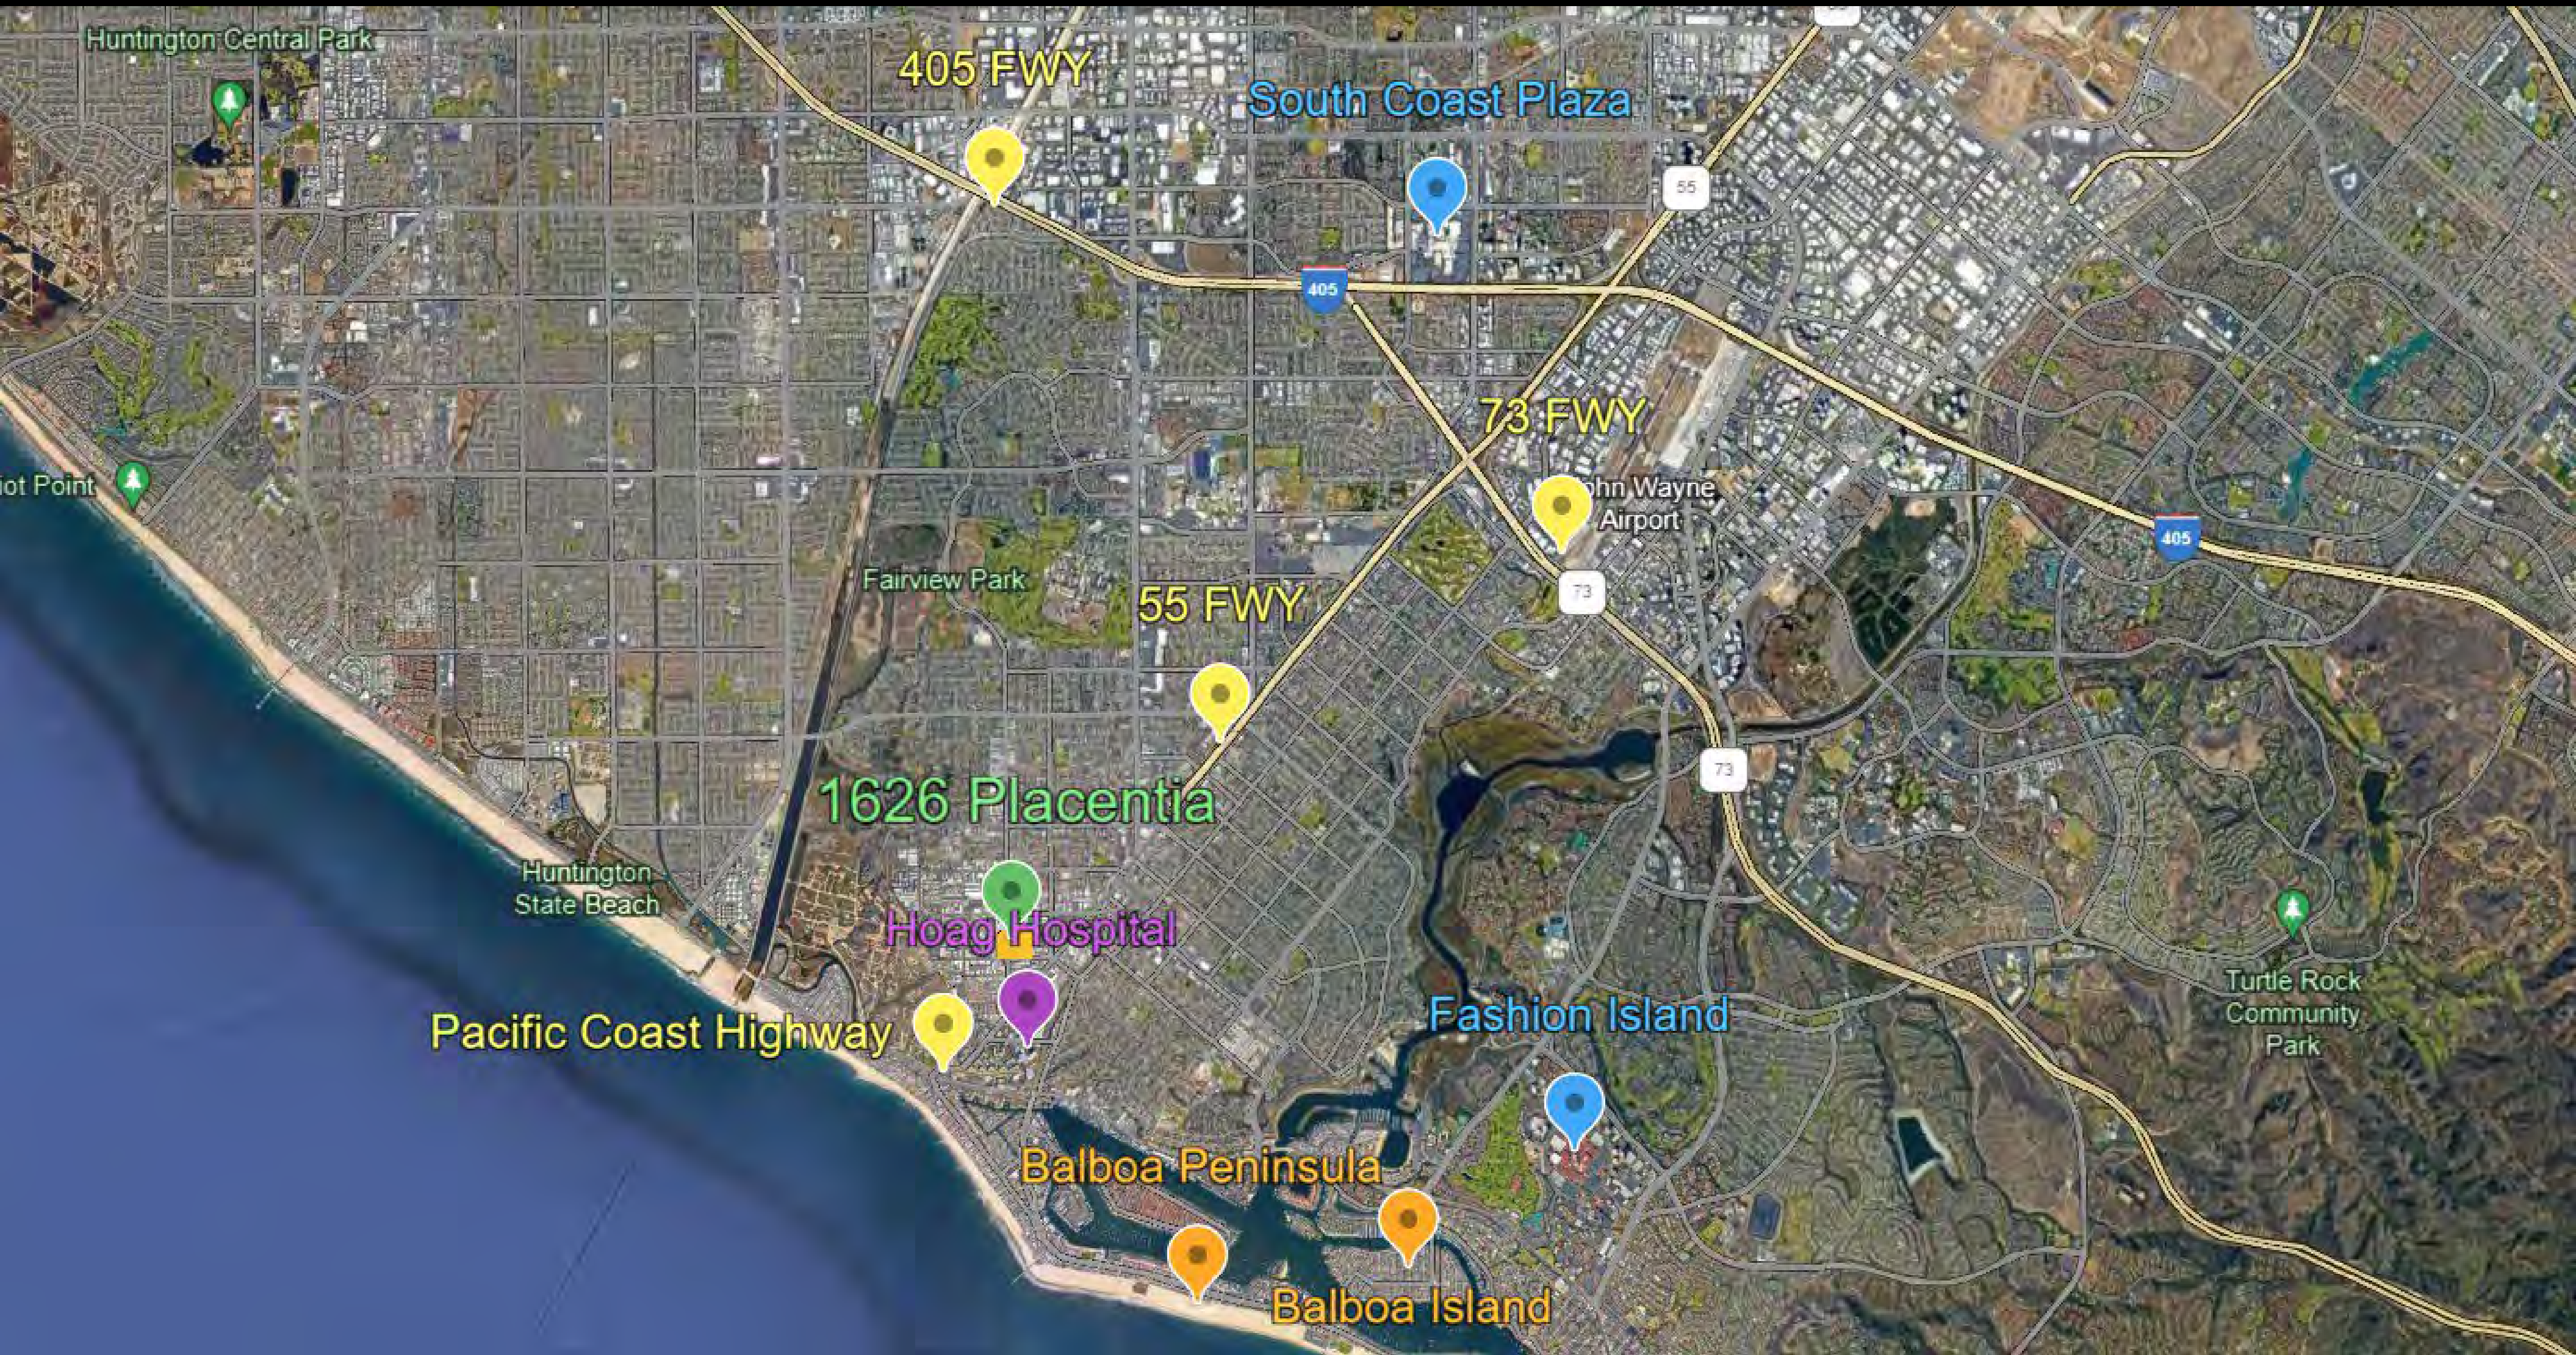 Huntington Central Park
405 FWY
South Coast Plaza
55
405
73 FWY
iot Point
ohn Wayne
Airport
405
Fairview Park
55 FWY
73
73
1626 Placentia
Huntington
State Beach
Hoag Hospital
Turtle Rock
Community
Park
Fashion Island
Pacific Coast Highway
Balboa Peninsula
Balboa Island